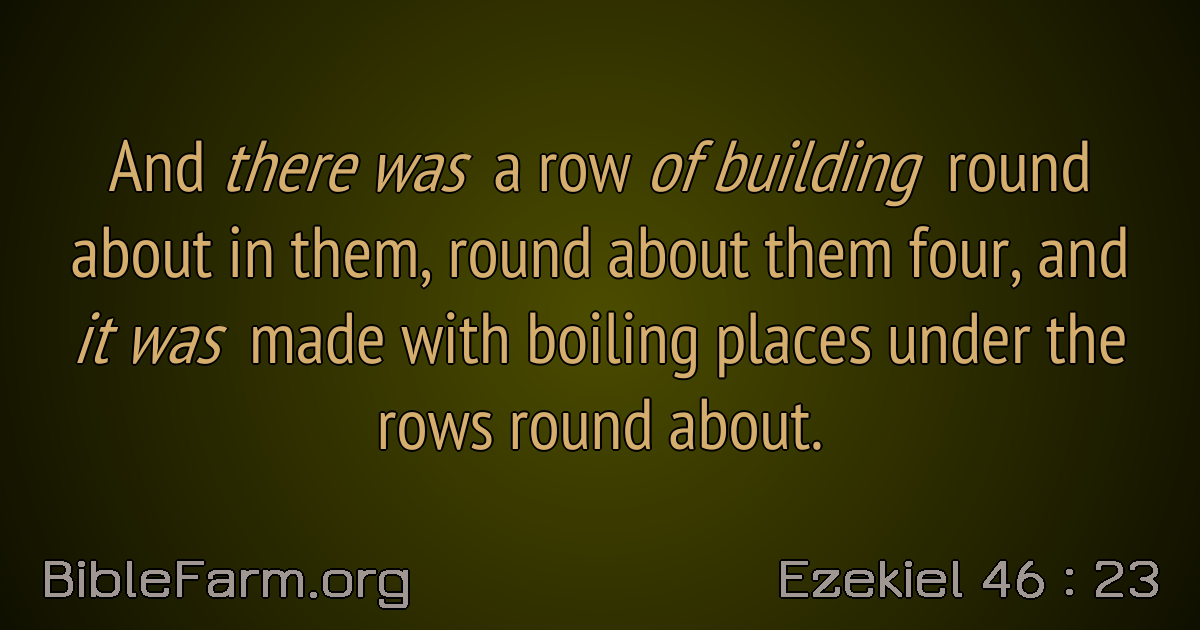 And there was a row of building round
about in them, round about them four, and
it was made with boiling places under the
rows round about.
BibleFarm.org
Ezekiel 46 : 23